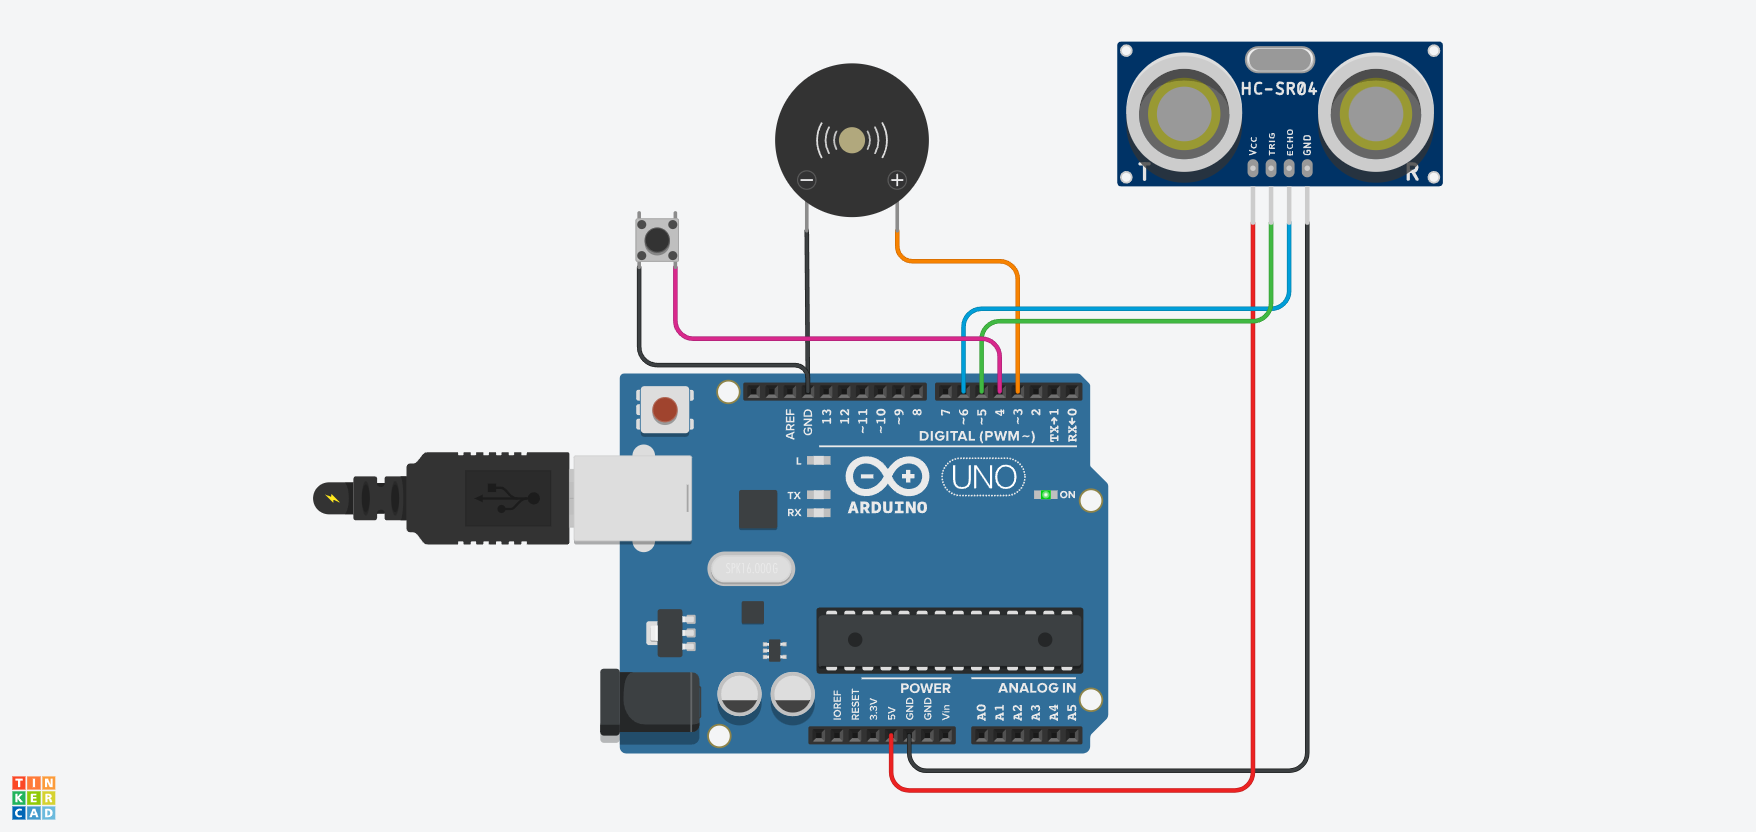 HC-SR04
VCC
TRIG
ECHO
GND
T
R
AREF
GND
13
12
~11
~10
~9
8
7
~6
~5
4
~3
2
TX→1
RX←0
DIGITAL (PWM~)
L
TX
RX
UNO
ARDUINO
ON
SPK16.000G
POWER
ANALOG IN
IOREF
RESET
3.3V
5V
GND
GND
Vin
A0
A1
A2
A3
A4
A5
TIN
KER
CAD